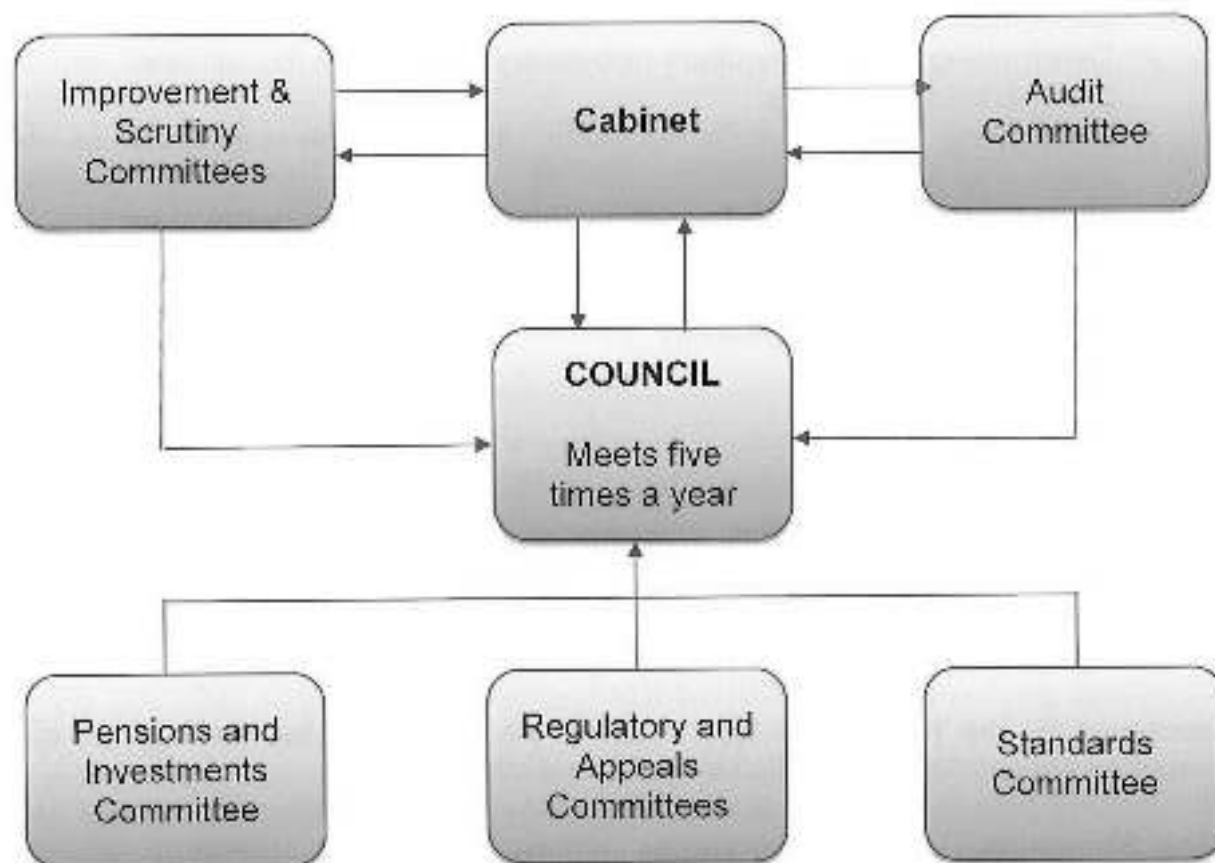 Improvement &
Scrutiny
Committees
Cabinet
Audit
Committee
COUNCIL
Meets five
times a year
Pensions and
Investments
Committee
Regulatory and
Appeals
Committees
Standards
Committee